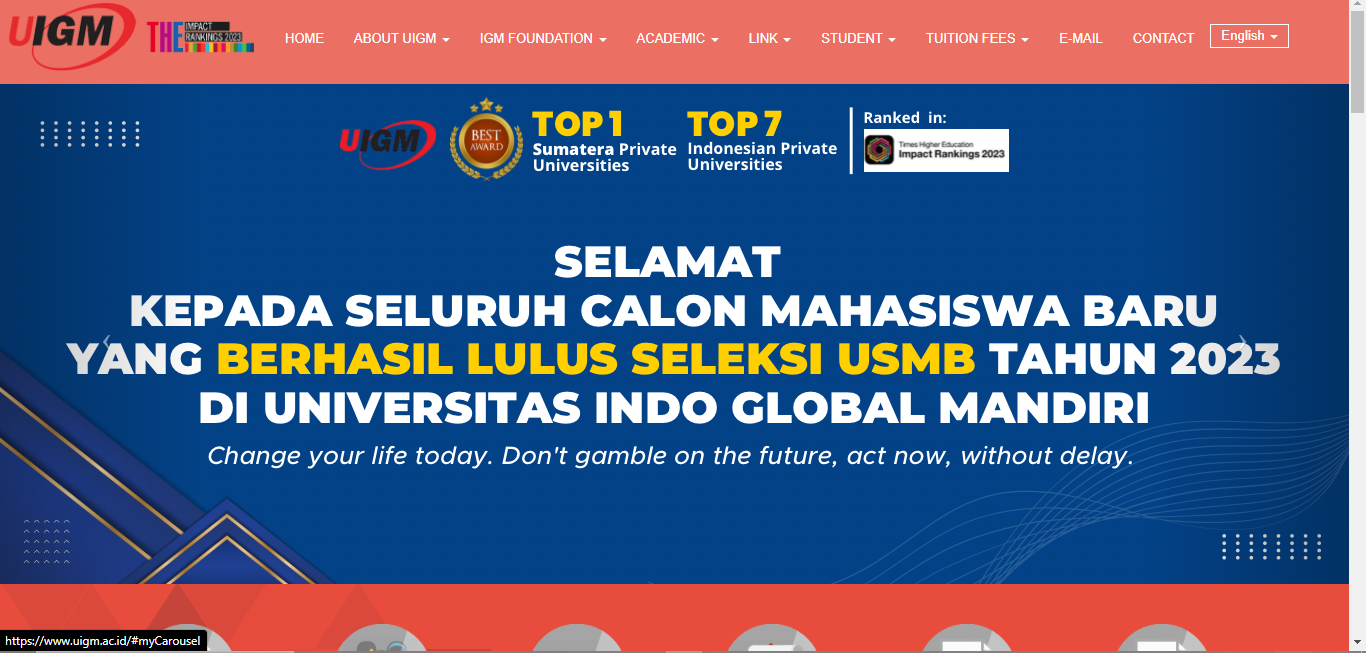 UIGM
THE IMPACT
RANKINGS 2023
HOME
ABOUT UIGM
IGM FOUNDATION
ACADEMIC
LINK
STUDENT
TUITION FEES
E-MAIL
CONTACT
English
UIGM
BEST
AWARD
TOP 1
Sumatera Private
Universities
TOP 7
Indonesian Private
Universities
Ranked in:
Times Higher Education
Impact Rankings 2023
SELAMAT
KEPADA SELURUH CALON MAHASISWA BARU
YANG BERHASIL LULUS SELEKSI USMB TAHUN 2023
DI UNIVERSITAS INDO GLOBAL MANDIRI
Change your life today. Don't gamble on the future, act now, without delay.
https://www.uigm.ac.id/#myCarousel